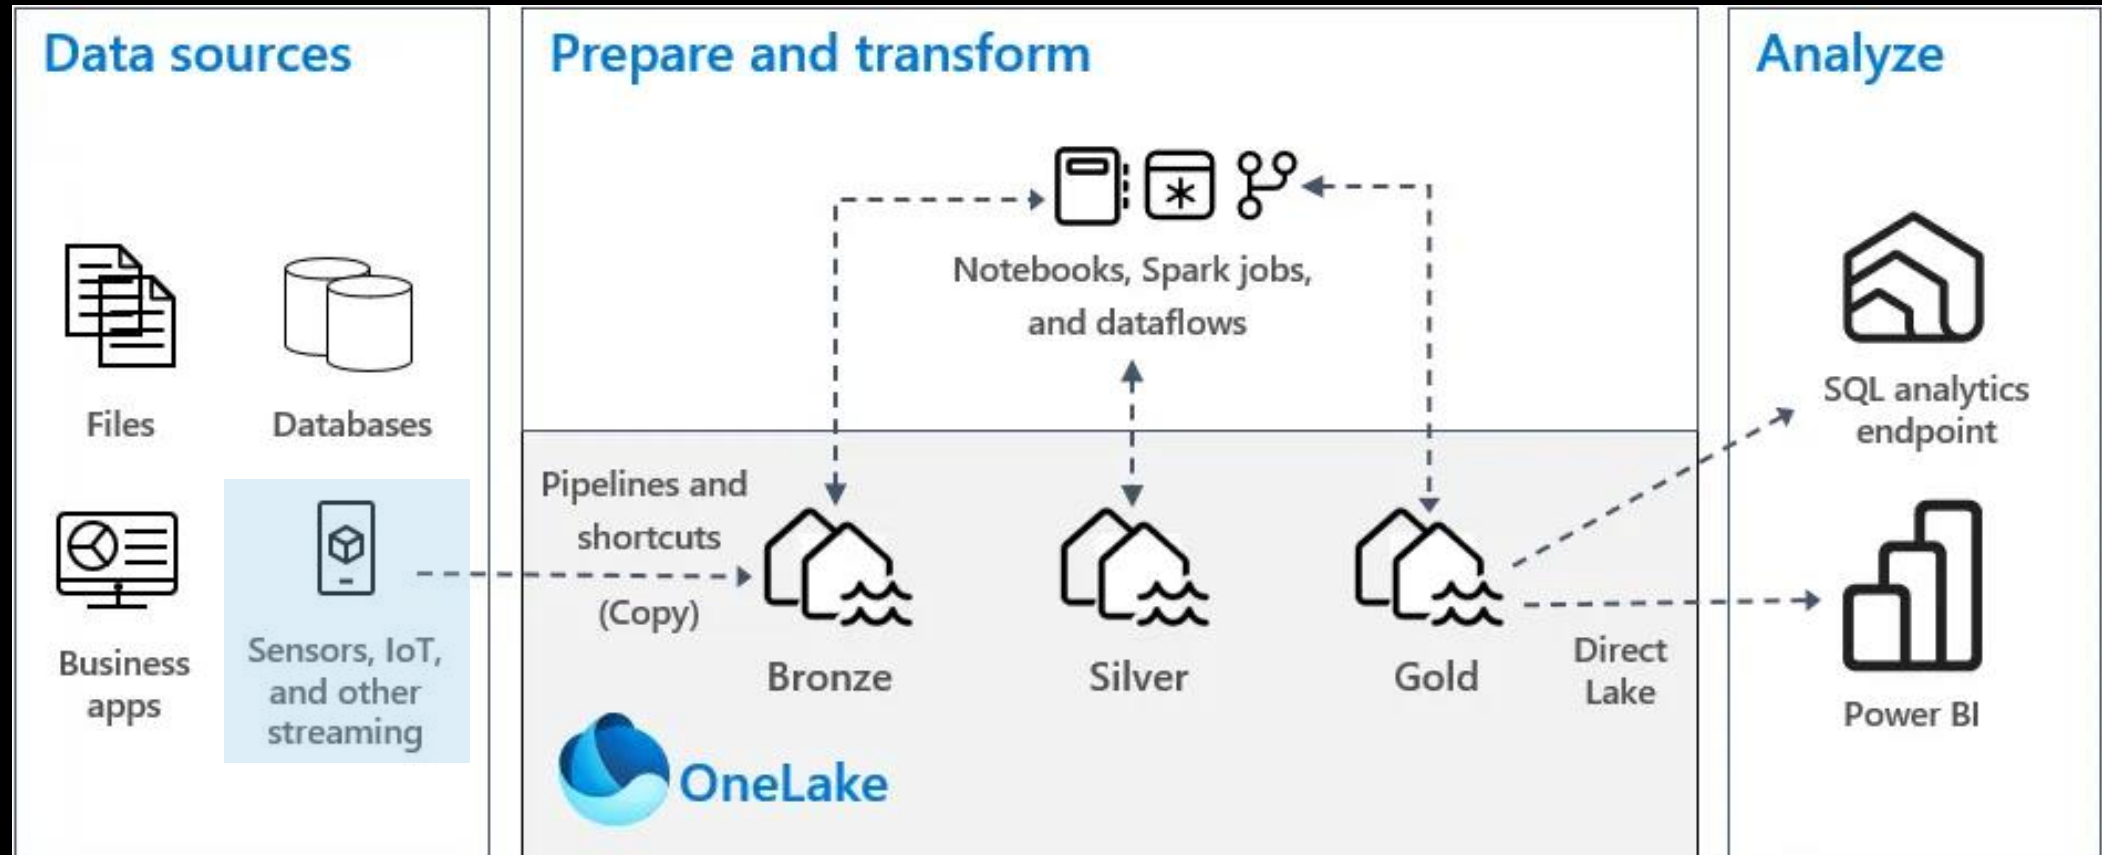 Data sources
Files
Databases
Business
apps
Sensors, IoT,
and other
streaming
Prepare and transform
Notebooks, Spark jobs,
and dataflows
Pipelines and
shortcuts
(Copy)
Bronze
Silver
Gold
Direct
Lake
OneLake
Analyze
SQL analytics
endpoint
Power BI